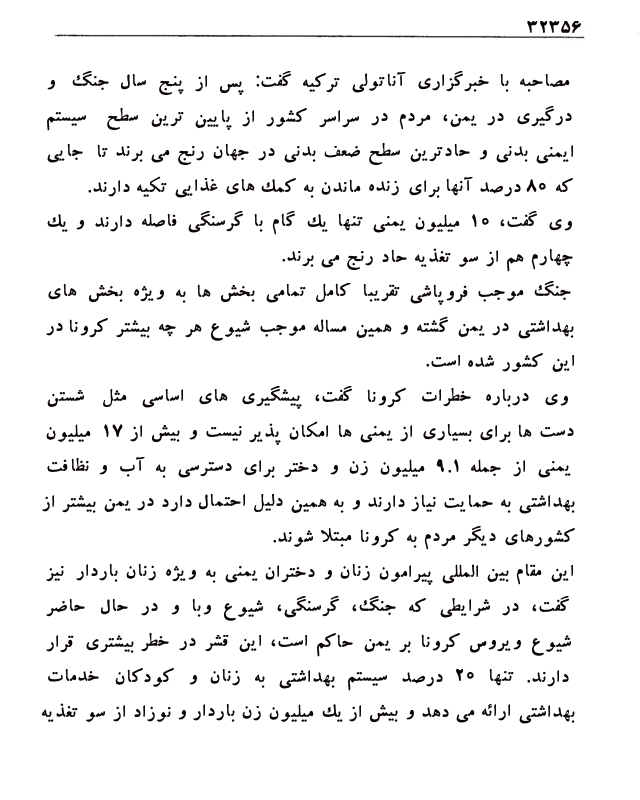 ۳۲۳۵۶
مصاحبه با خبرگزاری آناتولی ترکیه گفت: پس از پنج سال جنگ و
درگیری در یمن، مردم در سراسر کشور از پایین ترین سطح سیستم
ایمنی بدنی و حادترین سطح ضعف بدنی در جهان رنج می برند تا جایی
که ۸۰ درصد آنها برای زنده ماندن به کمک های غذایی تکیه دارند.
وی گفت، ۱۰ میلیون یمنی تنها یک گام با گرسنگی فاصله دارند و یک
چهارم هم از سو تغذیه حاد رنج می برند.
جنگ موجب فروپاشی تقریبا کامل تمامی بخش ها به ویژه بخش های
بهداشتی در یمن گشته و همین مساله موجب شیوع هر چه بیشتر کرونا در
این کشور شده است.
وی درباره خطرات کرونا گفت، پیشگیری های اساسی مثل شستن
دست ها برای بسیاری از یمنی ها امکان پذیر نیست و بیش از ۱۷ میلیون
یمنی از جمله ۹.۱ میلیون زن و دختر برای دسترسی به آب و نظافت
بهداشتی به حمایت نیاز دارند و به همین دلیل احتمال دارد در یمن بیشتر از
کشورهای دیگر مردم به کرونا مبتلا شوند.
این مقام بین المللی پیرامون زنان و دختران یمنی به ویژه زنان باردار نیز
گفت، در شرایطی که جنگ، گرسنگی، شیوع وبا و در حال حاضر
شیوع ویروس کرونا بر یمن حاکم است، این قشر در خطر بیشتری قرار
دارند. تنها ۲۰ درصد سیستم بهداشتی به زنان و کودکان خدمات
بهداشتی ارائه می دهد و بیش از یک میلیون زن باردار و نوزاد از سو تغذیه